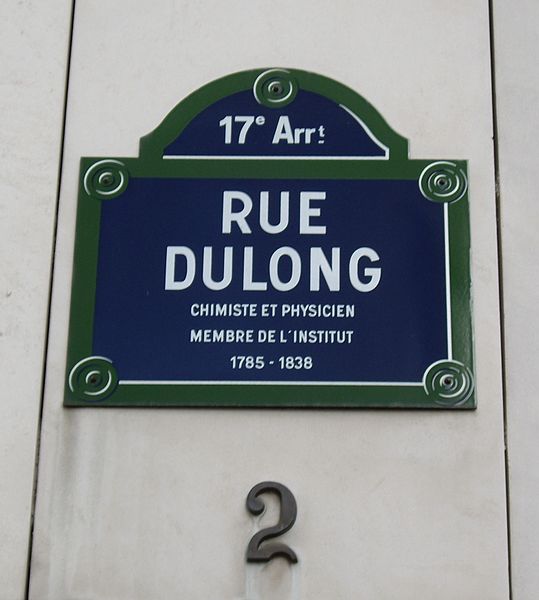 17e Arrt
RUE
DULONG
CHIMISTE ET PHYSICIEN
MEMBRE DE L'INSTITUT
1785 - 1838
2